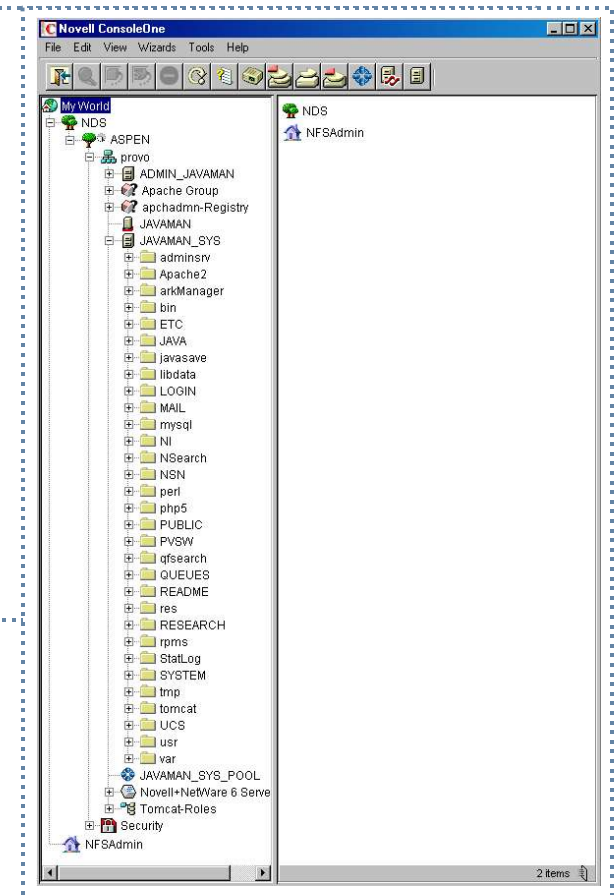 Novell ConsoleOne
File Edit View Wizards Tools Help
My World
NDS
ASPEN
provo
ADMIN_JAVAMAN
Apache Group
apchadmn-Registry
JAVAMAN
JAVAMAN_SYS
adminsrv
Apache2
arkManager
bin
ETC
JAVA
javasave
libdata
LOGIN
MAIL
mysql
NI
NSearch
NSN
perl
php5
PUBLIC
PVSW
qfsearch
QUEUES
README
res
RESEARCH
rpms
StatLog
SYSTEM
tmp
tomcat
UCS
usr
var
JAVAMAN_SYS_POOL
Novell+NetWare 6 Serve
Tomcat-Roles
Security
NFSAdmin
NDS
NFSAdmin
2 items